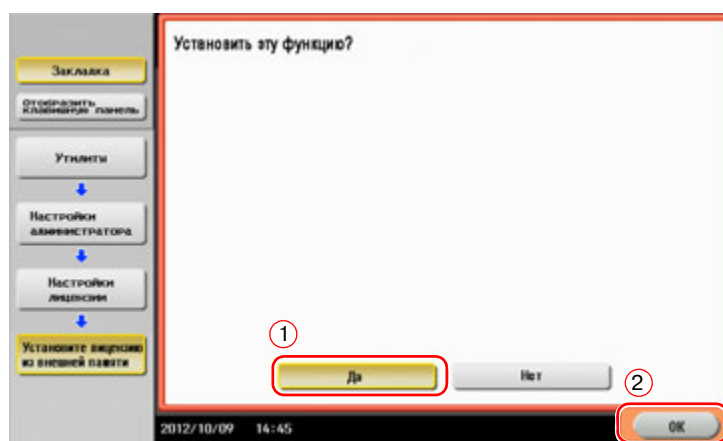 Установить эту функцию?
Закладка
Отобразить
клавишную панель
Утилиты
Настройки
администратора
Настройки
лицензии
Установите лицензию
из внешней памяти
1
Да
Нет
2
2012/10/09 14:45
OK